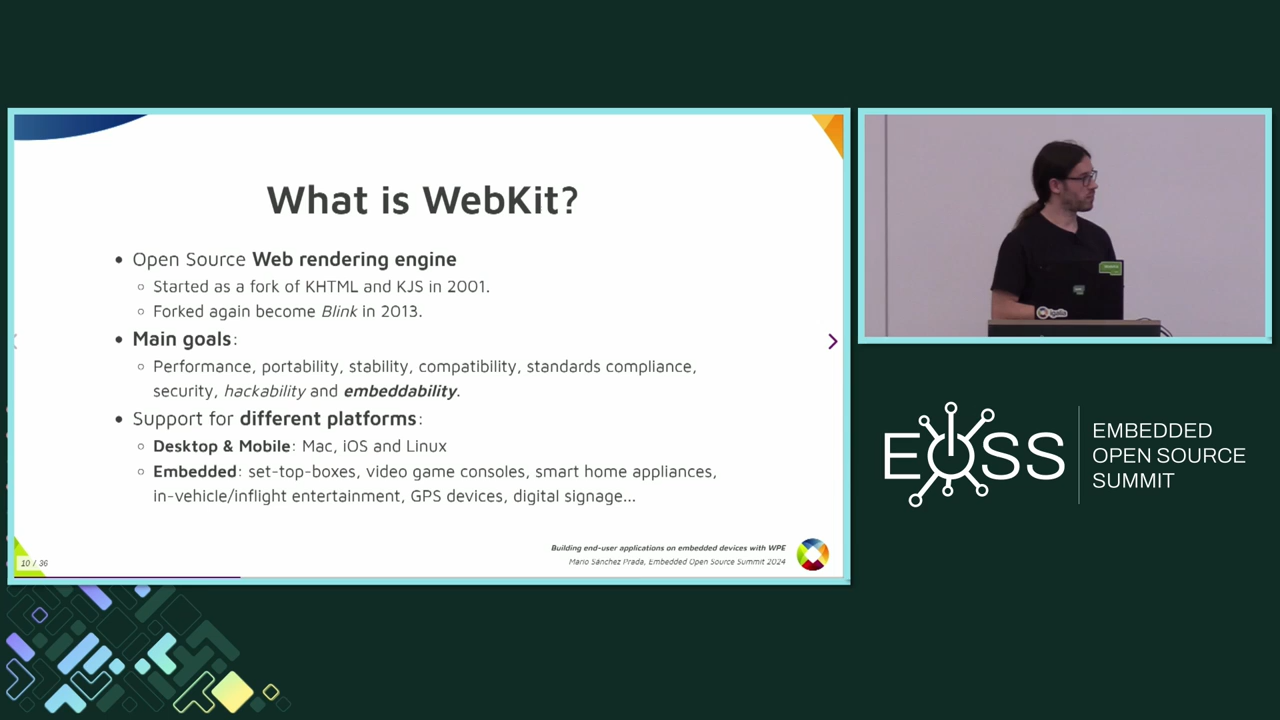 What is WebKit?
Open Source Web rendering engine
Started as a fork of KHTML and KJS in 2001.
Forked again become Blink in 2013.
Main goals:
Performance, portability, stability, compatibility, standards compliance,
security, hackability and embeddability.
Support for different platforms:
Desktop & Mobile: Mac, iOS and Linux
Embedded: set-top-boxes, video game consoles, smart home appliances,
in-vehicle/inflight entertainment, GPS devices, digital signage...
Building end-user applications on embedded devices with WPE
Mario Sánchez Prada, Embedded Open Source Summit 2024
10 / 36
EOSS
EMBEDDED
OPEN SOURCE
SUMMIT